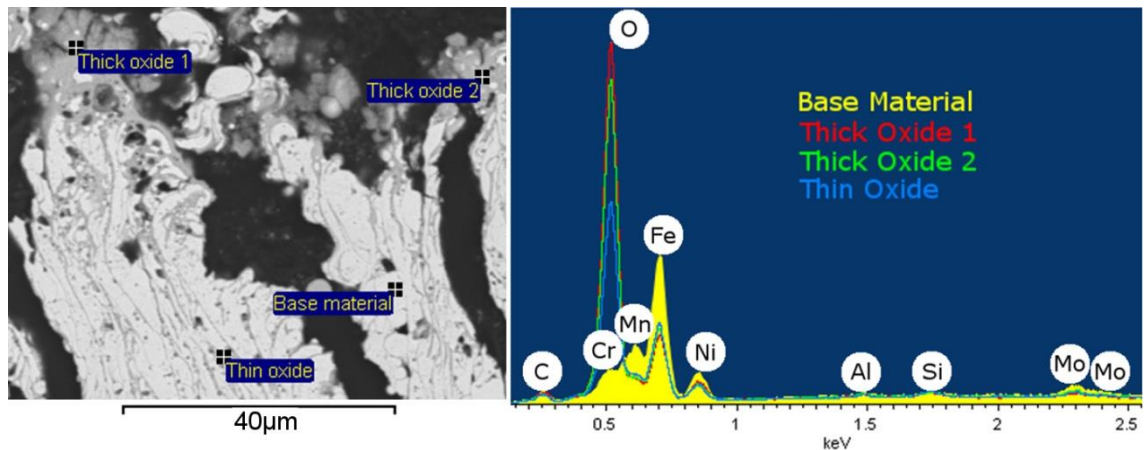 Thick oxide 1
Thick oxide 2
Base material
Thin oxide
40µm
O
Base Material
Thick Oxide 1
Thick Oxide 2
Thin Oxide
Fe
Mn
Cr
Ni
C
Al
Si
Mo
Mo
0.5
1
1.5
2
2.5
keV